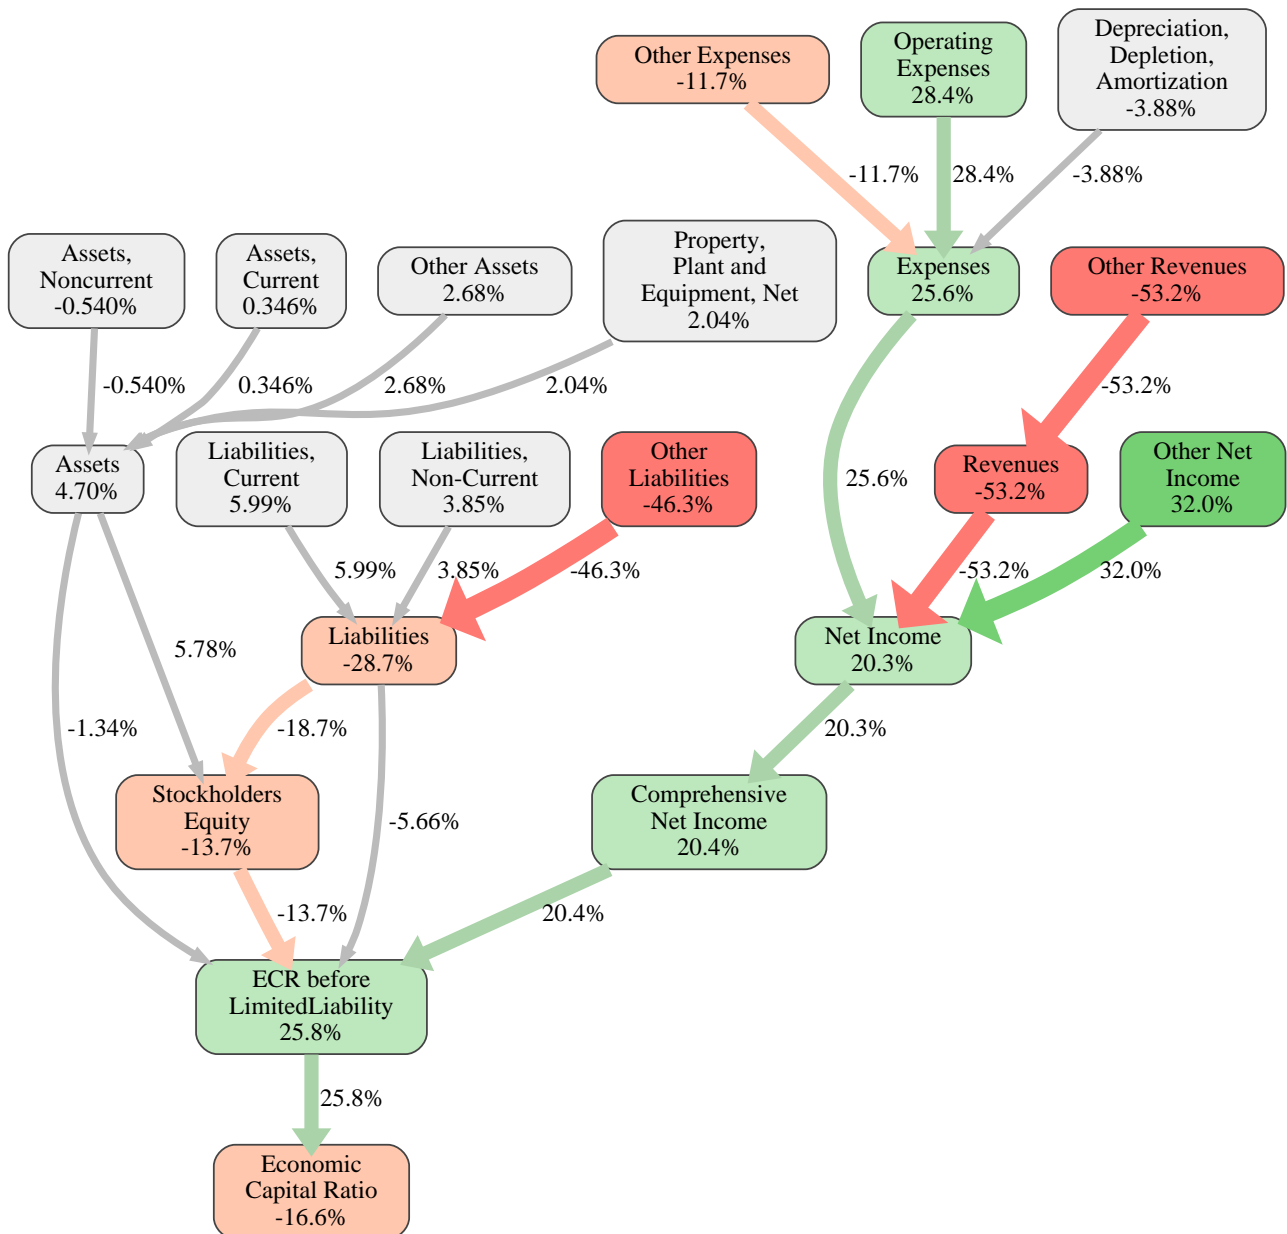 Other Expenses
-11.7%
Operating
Expenses
28.4%
Depreciation,
Depletion,
Amortization
-3.88%
-11.7%
28.4%
-3.88%
Assets,
Noncurrent
-0.540%
Assets,
Current
0.346%
Other Assets
2.68%
Property,
Plant and
Equipment, Net
2.04%
Expenses
25.6%
Other Revenues
-53.2%
-0.540%
0.346%
2.68%
2.04%
-53.2%
Assets
4.70%
Liabilities,
Current
5.99%
Liabilities,
Non-Current
3.85%
Other
Liabilities
-46.3%
25.6%
Revenues
-53.2%
Other Net
Income
32.0%
5.99%
3.85%
-46.3%
-53.2%
32.0%
5.78%
Liabilities
-28.7%
Net Income
20.3%
-1.34%
-18.7%
20.3%
Stockholders
Equity
-13.7%
-5.66%
Comprehensive
Net Income
20.4%
-13.7%
20.4%
ECR before
LimitedLiability
25.8%
25.8%
Economic
Capital Ratio
-16.6%